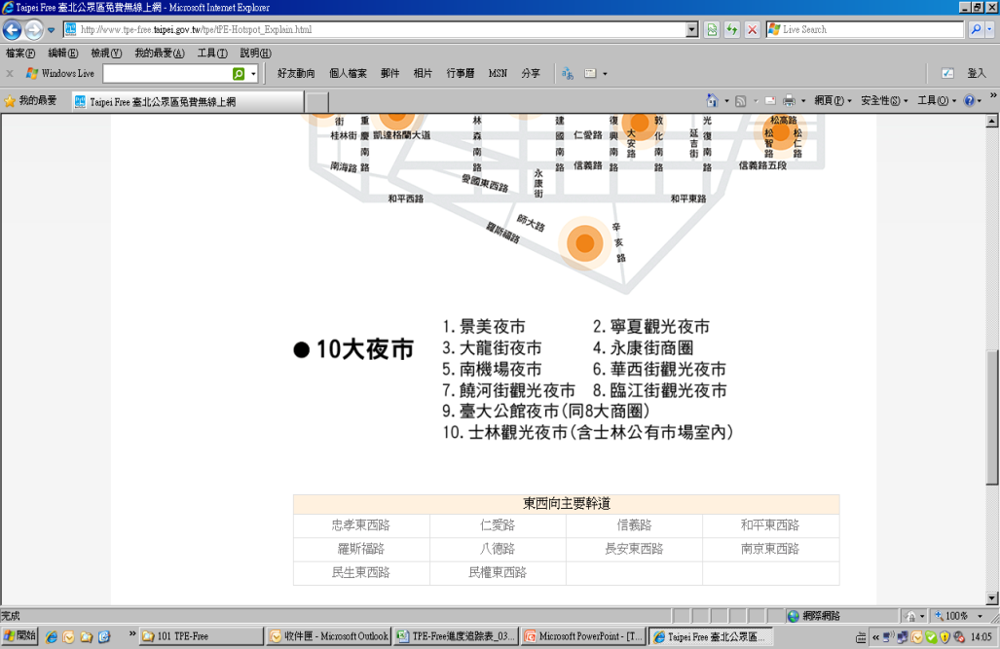 Taipei Free 臺北公眾區免費無線上網 - Microsoft Internet Explorer
http://www.tpe-free.taipei.gov.tw/tpe/tPE-Hotspot_Explain.html
Live Search
檔案(F) 編輯(E) 檢視(V) 我的最愛(A) 工具(T) 說明(H)
Windows Live 好友動向 個人檔案 郵件 相片 行事曆 MSN 分享 登入
我的最愛 Taipei Free 臺北公眾區免費無線上網 網頁(P) 安全性(S) 工具(O)
街 重慶南路 林森南路 建國南路 復興南路 大安路 敦化南路 延吉街 光復南路 松高路
桂林街 凱達格蘭大道 仁愛路 松智路 松仁路
南海路 信義路 信義路五段
愛國東西路 永康街
和平西路 和平東路
師大路 辛亥路
羅斯福路
● 10大夜市
1. 景美夜市 2. 寧夏觀光夜市
3. 大龍街夜市 4. 永康街商圈
5. 南機場夜市 6. 華西街觀光夜市
7. 饒河街觀光夜市 8. 臨江街觀光夜市
9. 臺大公館夜市(同8大商圈)
10. 士林觀光夜市(含士林公有市場室內)
東西向主要幹道
忠孝東西路 仁愛路 信義路 和平東西路
羅斯福路 八德路 長安東西路 南京東西路
民生東西路 民權東西路
完成 網際網路 100%
開始 101 TPE-Free 收件匣 - Microsoft Outlook TPE-Free進度追蹤表_03... Microsoft PowerPoint - [T... Taipei Free 臺北公眾區... 14:05